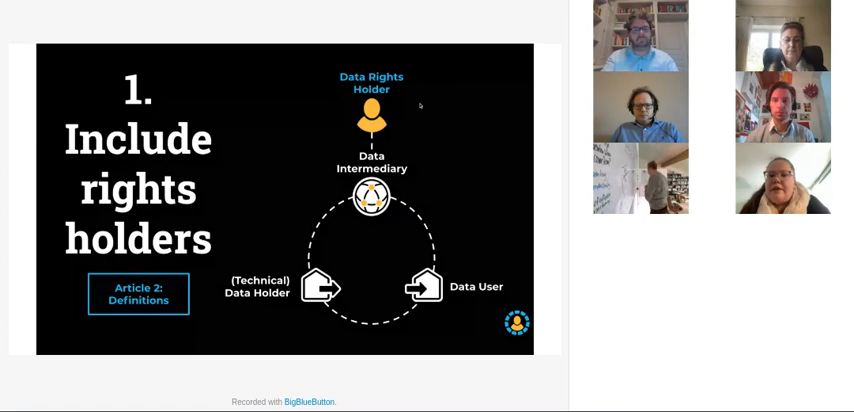 1.
Include
rights
holders
Article 2:
Definitions
Data Rights
Holder
Data
Intermediary
(Technical)
Data Holder
Data User
Recorded with BigBlueButton.